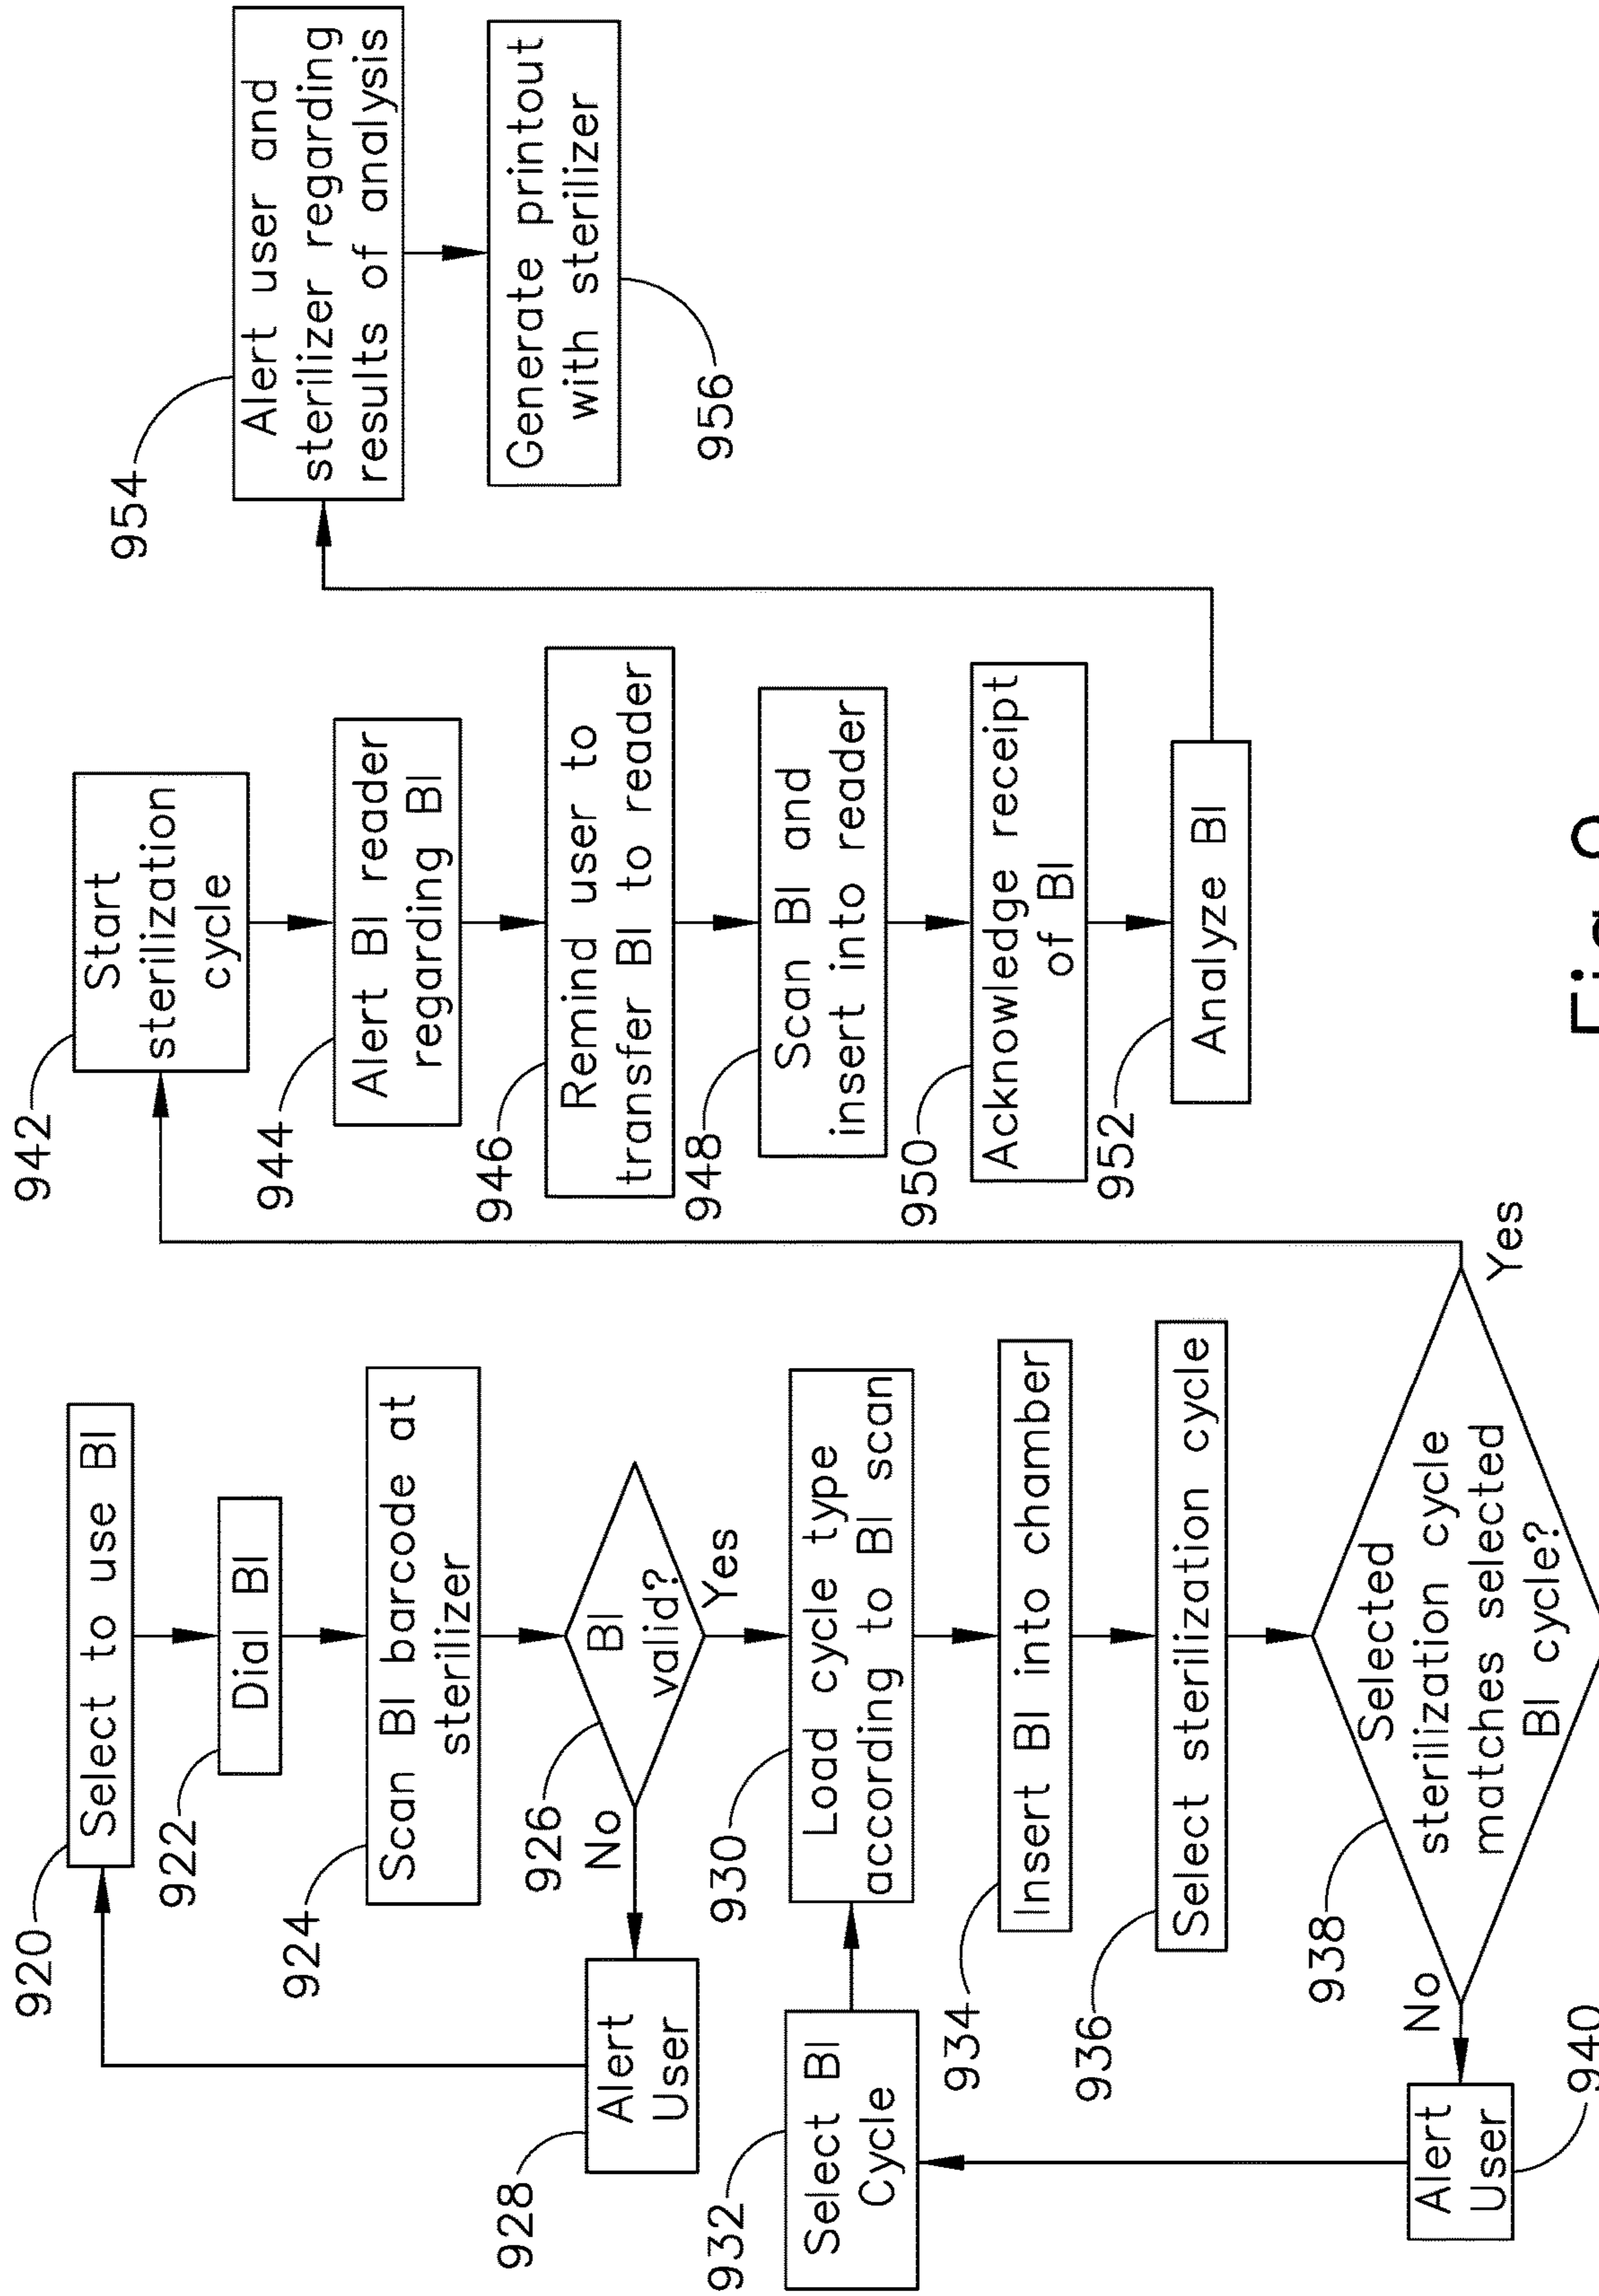 920
Select to use BI
922
Dial BI
924
Scan BI barcode at
sterilizer
926
BI
valid?
No
Yes
928
Alert
User
930
Load cycle type
according to BI scan
932
Select BI
Cycle
934
Insert BI into chamber
936
Select sterilization cycle
938
Selected
sterilization cycle
matches selected
BI cycle?
No
Yes
940
Alert
User
942
Start
sterilization
cycle
944
Alert BI reader
regarding BI
946
Remind user to
transfer BI to reader
948
Scan BI and
insert into reader
950
Acknowledge receipt
of BI
952
Analyze BI
954
Alert user and
sterilizer regarding
results of analysis
956
Generate printout
with sterilizer